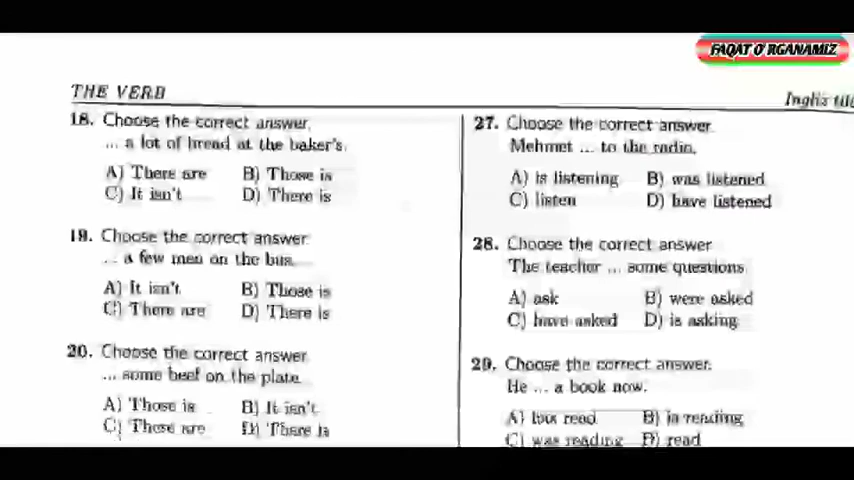 FAQAT O'RGANAMIZ
THE VERB
Ingliz tili
18. Choose the correct answer.
... a lot of bread at the baker's.
A) There are B) Those is
C) It isn't D) There is
19. Choose the correct answer.
... a few men on the bus.
A) It isn't B) Those is
C) There are D) There is
20. Choose the correct answer.
... some beef on the plate.
A) Those is B) It isn't
C) These are D) There is
27. Choose the correct answer.
Mehmet ... to the radio.
A) is listening B) was listened
C) listen D) have listened
28. Choose the correct answer
The teacher ... some questions
A) ask B) were asked
C) have asked D) is asking
29. Choose the correct answer.
He ... a book now.
A) has read B) is reading
C) was reading D) read